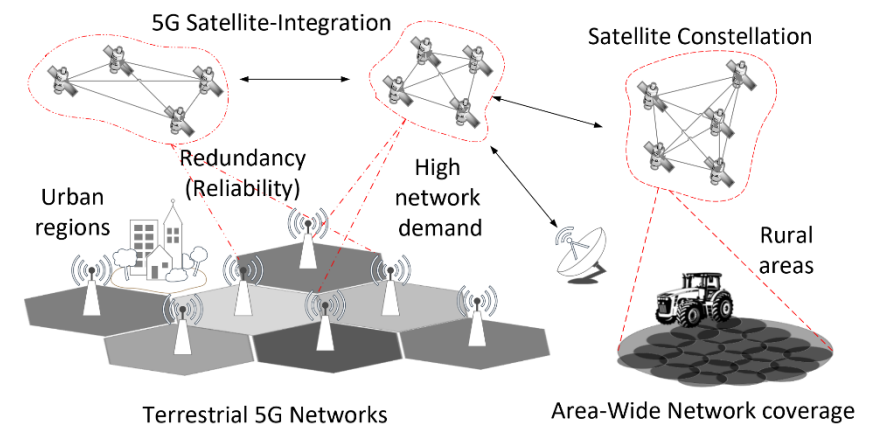 5G Satellite-Integration
Satellite Constellation
Redundancy
(Reliability)
High
network
demand
Urban
regions
Rural
areas
Terrestrial 5G Networks
Area-Wide Network coverage